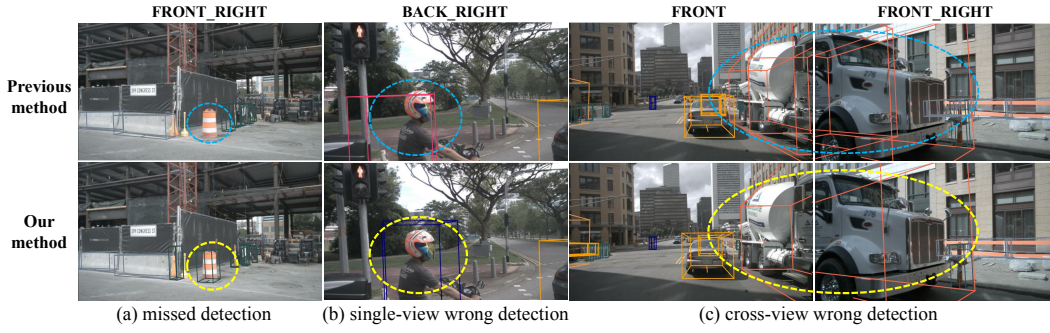 FRONT_RIGHT BACK_RIGHT FRONT FRONT_RIGHT
Previous
method
Our
method
(a) missed detection (b) single-view wrong detection (c) cross-view wrong detection